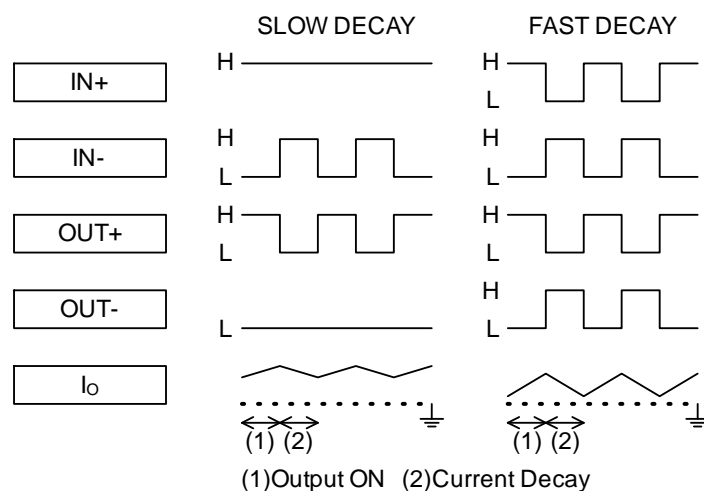 SLOW DECAY FAST DECAY
IN+ H H
L
IN- H H
L L
OUT+ H H
L L
OUT- H
L L
IO
(1) (2) (1) (2)
(1)Output ON (2)Current Decay